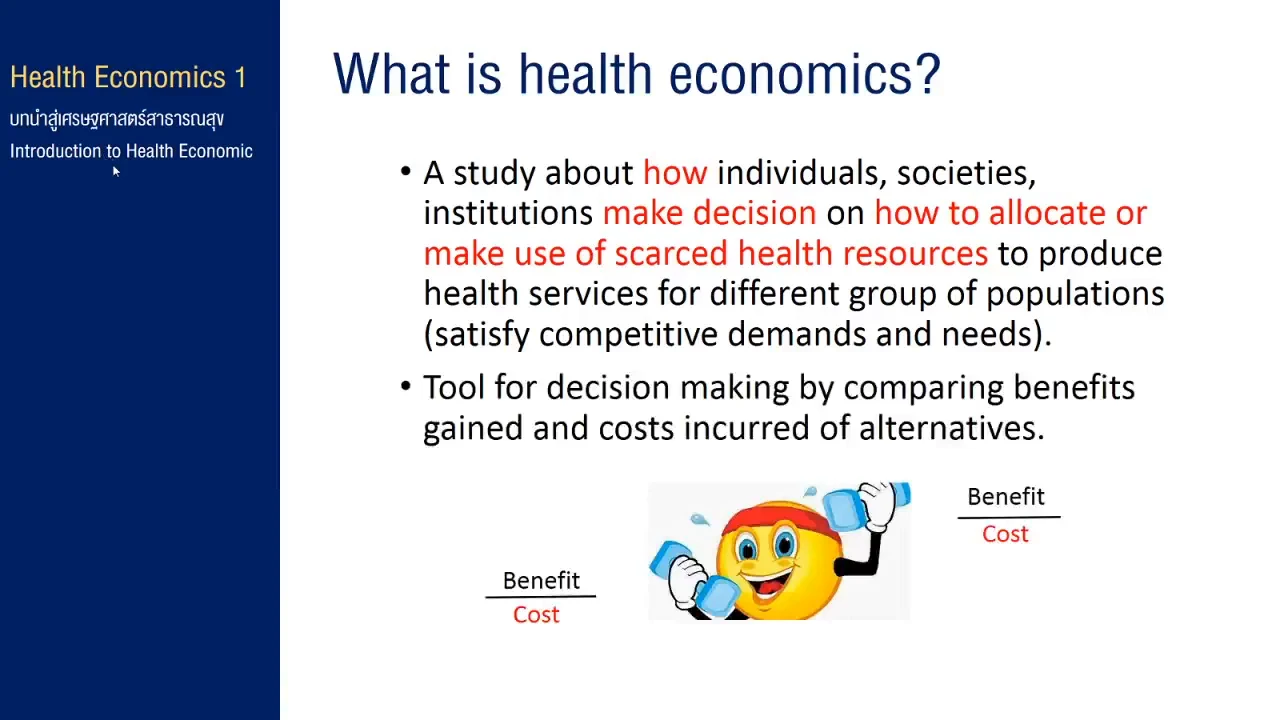 Health Economics 1
บทนำสู่เศรษฐศาสตร์สาธารณสุข
Introduction to Health Economic
What is health economics?
• A study about how individuals, societies,
institutions make decision on how to allocate or
make use of scarced health resources to produce
health services for different group of populations
(satisfy competitive demands and needs).
• Tool for decision making by comparing benefits
gained and costs incurred of alternatives.
Benefit
Cost
Benefit
Cost